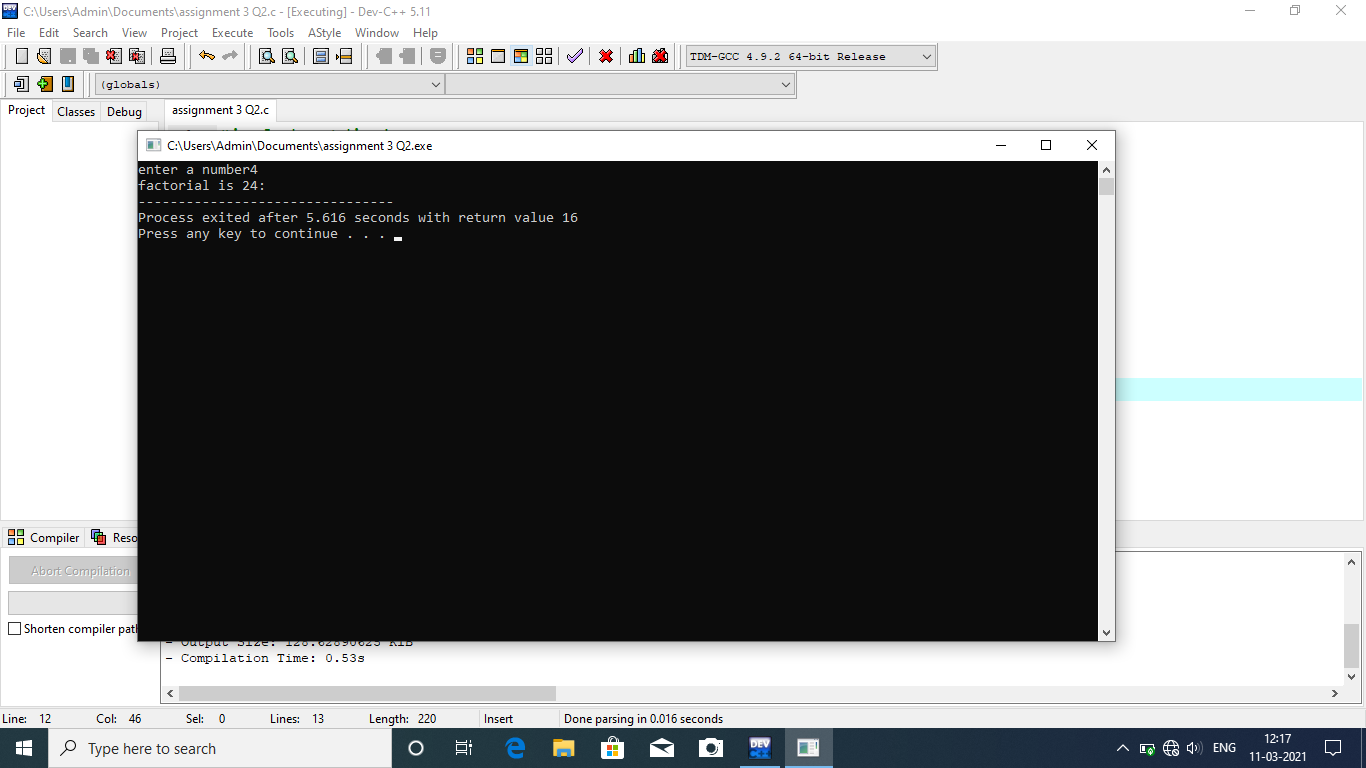 C:\Users\Admin\Documents\assignment 3 Q2.c - [Executing] - Dev-C++ 5.11
File Edit Search View Project Execute Tools AStyle Window Help
TDM-GCC 4.9.2 64-bit Release
(globals)
Project Classes Debug assignment 3 Q2.c
C:\Users\Admin\Documents\assignment 3 Q2.exe
enter a number4
factorial is 24:
--------------------------------
Process exited after 5.616 seconds with return value 16
Press any key to continue . . .
Compiler
Abort Compilation
Shorten compiler
- Output Size: 128.62890625 KiB
- Compilation Time: 0.53s
Line: 12 Col: 46 Sel: 0 Lines: 13 Length: 220 Insert Done parsing in 0.016 seconds
Type here to search
DEV
ENG
12:17
11-03-2021